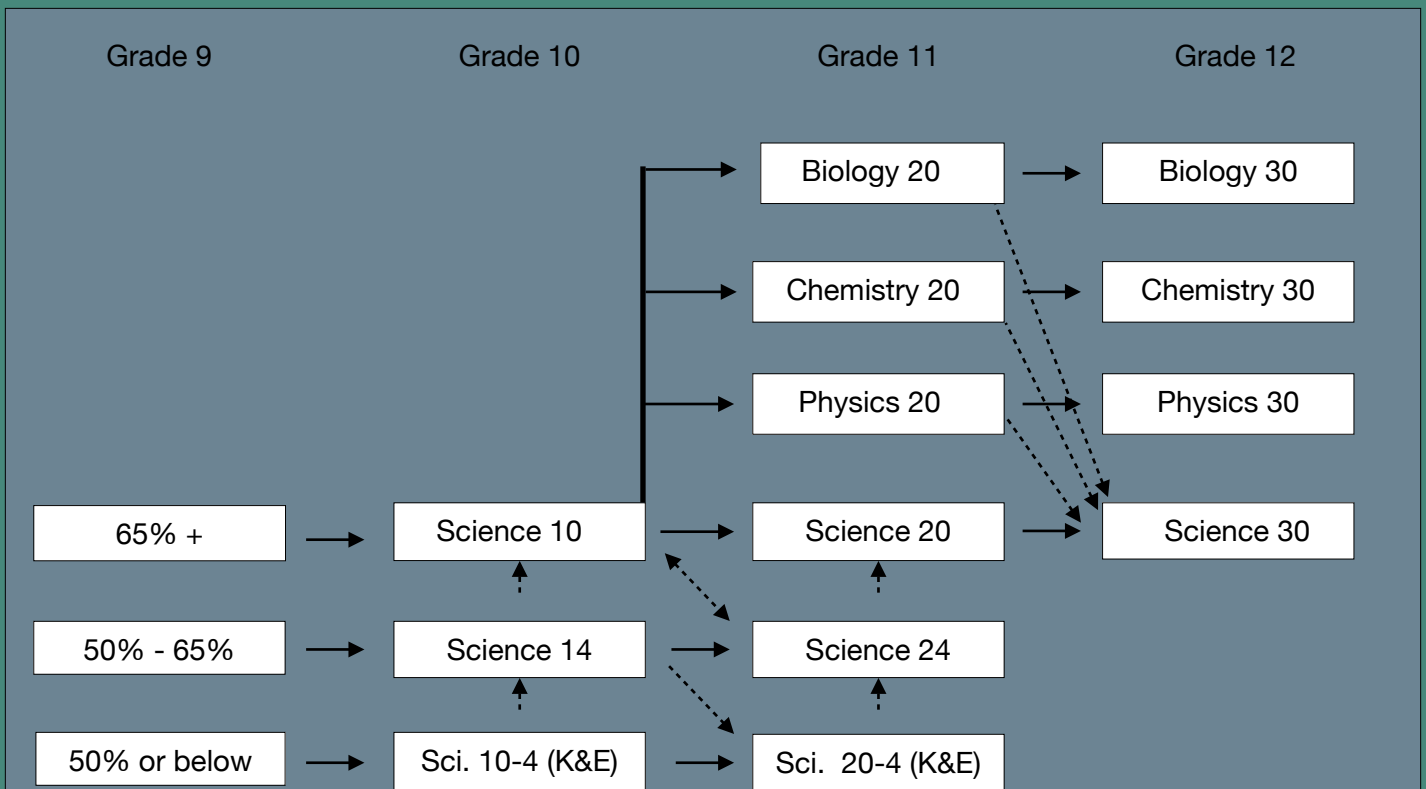 Grade 9
Grade 10
Grade 11
Grade 12
Biology 20
Biology 30
Chemistry 20
Chemistry 30
Physics 20
Physics 30
65% +
Science 10
Science 20
Science 30
50% - 65%
Science 14
Science 24
50% or below
Sci. 10-4 (K&E)
Sci. 20-4 (K&E)